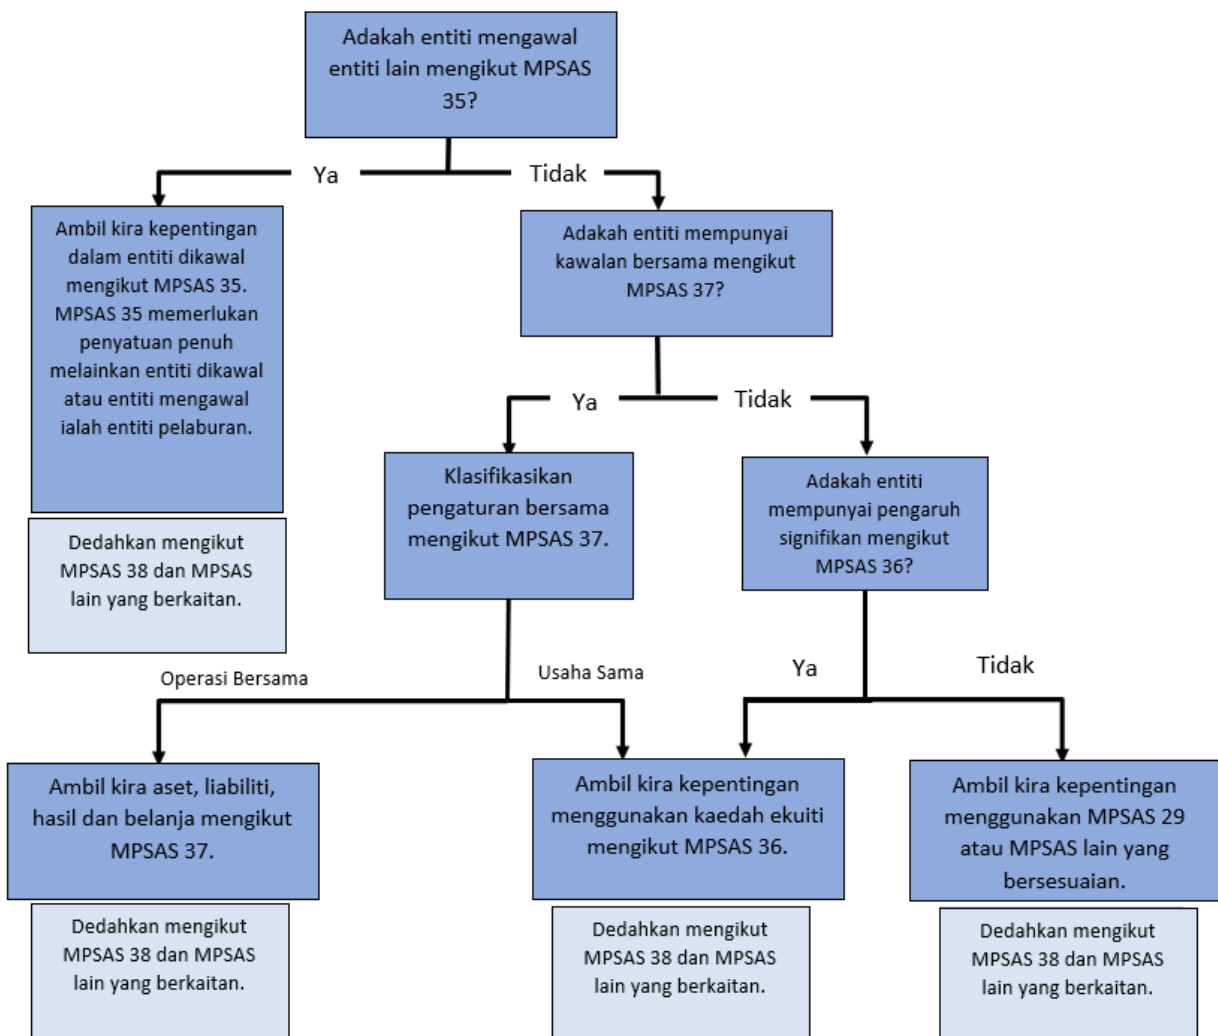 Adakah entiti mengawal
entiti lain mengikut MPSAS
35?
Ya
Tidak
Ambil kira kepentingan
dalam entiti dikawal
mengikut MPSAS 35.
MPSAS 35 memerlukan
penyatuan penuh
melainkan entiti dikawal
atau entiti mengawal
ialah entiti pelaburan.
Dedahkan mengikut
MPSAS 38 dan MPSAS
lain yang berkaitan.
Adakah entiti mempunyai
kawalan bersama mengikut
MPSAS 37?
Ya
Tidak
Klasifikasikan
pengaturan bersama
mengikut MPSAS 37.
Adakah entiti
mempunyai pengaruh
signifikan mengikut
MPSAS 36?
Operasi Bersama
Usaha Sama
Ya
Tidak
Ambil kira aset, liabiliti,
hasil dan belanja mengikut
MPSAS 37.
Dedahkan mengikut
MPSAS 38 dan MPSAS
lain yang berkaitan.
Ambil kira kepentingan
menggunakan kaedah ekuiti
mengikut MPSAS 36.
Dedahkan mengikut
MPSAS 38 dan MPSAS
lain yang berkaitan.
Ambil kira kepentingan
menggunakan MPSAS 29
atau MPSAS lain yang
bersesuaian.
Dedahkan mengikut
MPSAS 38 dan MPSAS
lain yang berkaitan.